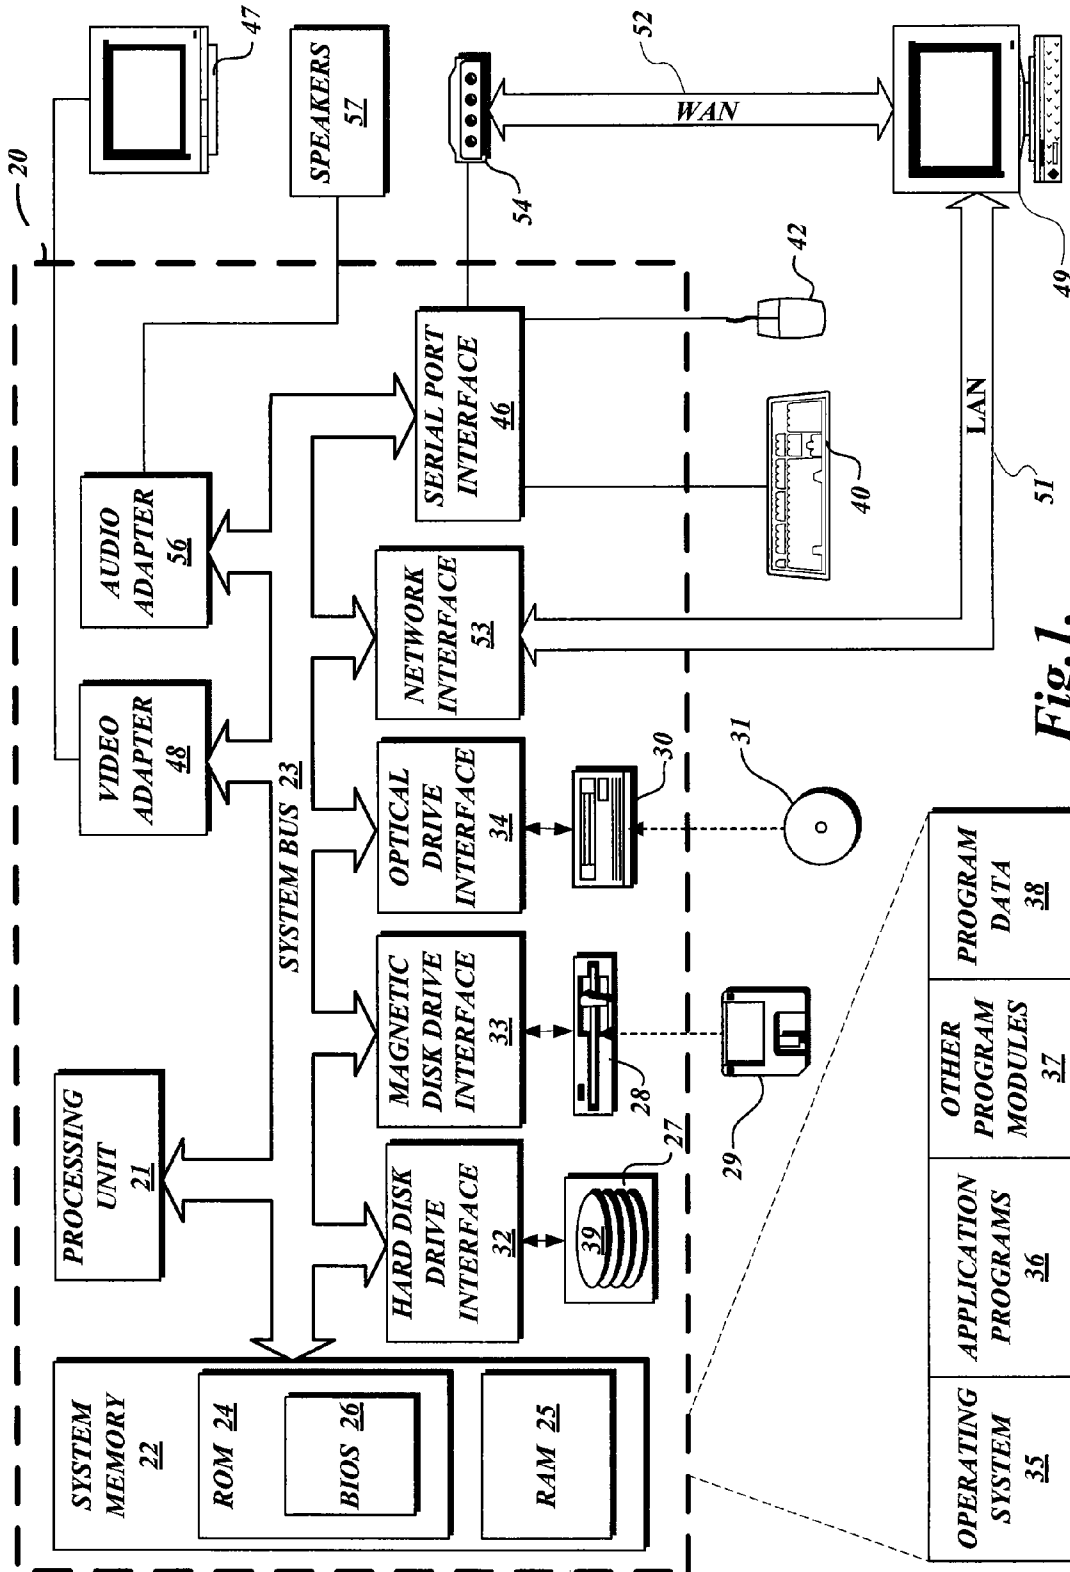 20
SYSTEM
MEMORY
22
ROM 24
BIOS 26
RAM 25
PROCESSING
UNIT
21
VIDEO
ADAPTER
48
AUDIO
ADAPTER
56
47
SPEAKERS
57
SYSTEM BUS 23
HARD DISK
DRIVE
INTERFACE
32
MAGNETIC
DISK DRIVE
INTERFACE
33
OPTICAL
DRIVE
INTERFACE
34
NETWORK
INTERFACE
53
SERIAL PORT
INTERFACE
46
54
52
WAN
39
27
28
30
29
31
40
42
LAN
51
49
OPERATING
SYSTEM
35
APPLICATION
PROGRAMS
36
OTHER
PROGRAM
MODULES
37
PROGRAM
DATA
38
Fig.1.